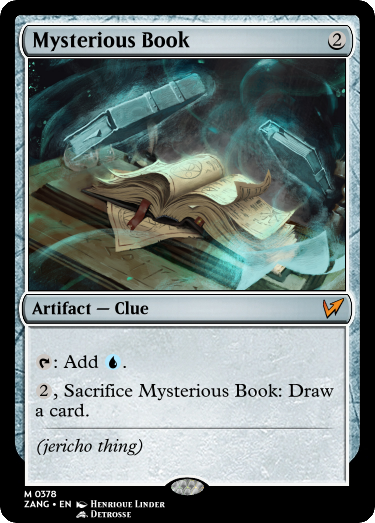 Mysterious Book 2
Artifact — Clue
: Add .
2, Sacrifice Mysterious Book: Draw
a card.
(jericho thing)
M 0378
ZANG • EN Henrique Linder
Detrosse